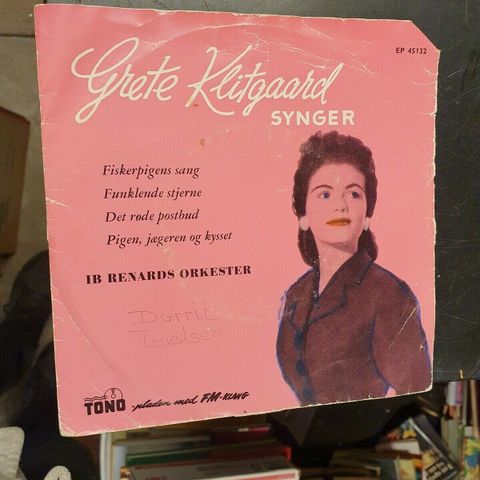 EP 45132
Grete Klitgaard
SYNGER
Fiskerpigens sang
Funklende stjerne
Det røde postbud
Pigen, jægeren og kysset
IB RENARDS ORKESTER
Dorrit
Truelsen
TONO -pladen med FM-KLANG